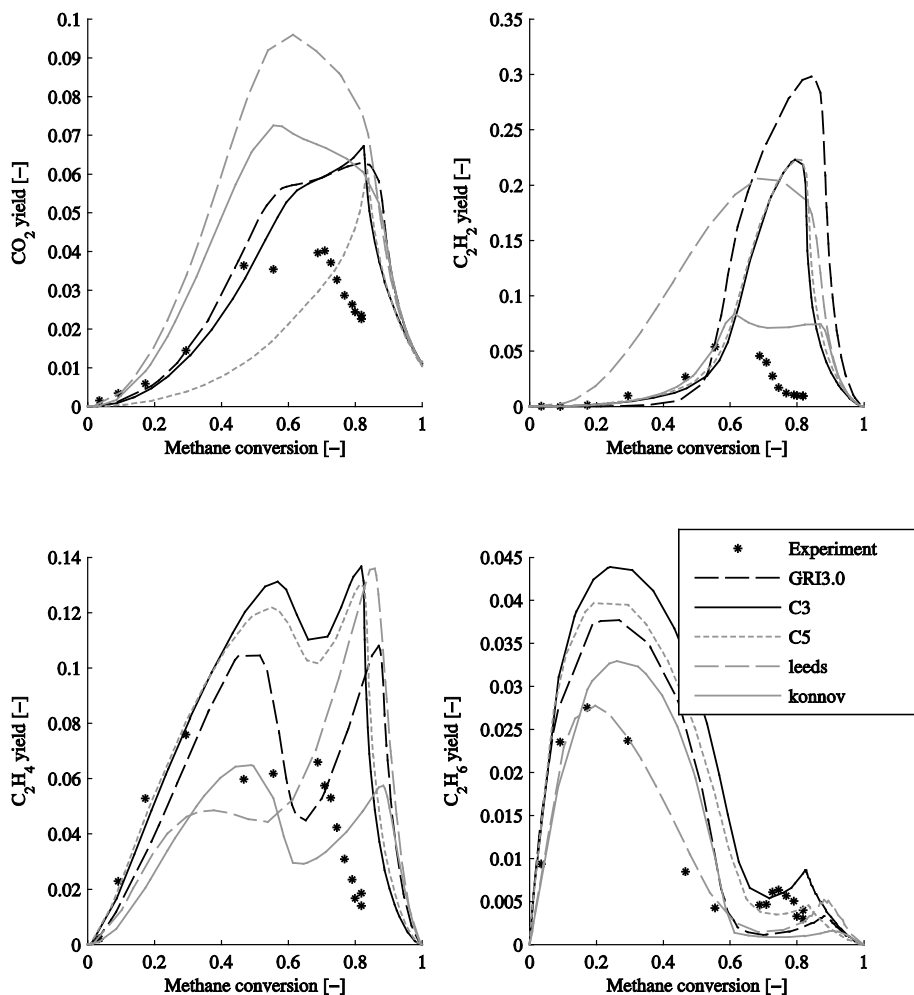 0.1
0.09
0.08
0.07
0.06
0.05
0.04
0.03
0.02
0.01
0
CO2 yield [–]
0 0.2 0.4 0.6 0.8 1
Methane conversion [–]
0.35
0.3
0.25
0.2
0.15
0.1
0.05
0
C2H2 yield [–]
0 0.2 0.4 0.6 0.8 1
Methane conversion [–]
0.14
0.12
0.1
0.08
0.06
0.04
0.02
0
C2H4 yield [–]
0 0.2 0.4 0.6 0.8 1
Methane conversion [–]
0.045
0.04
0.035
0.03
0.025
0.02
0.015
0.01
0.005
0
C2H6 yield [–]
0 0.2 0.4 0.6 0.8 1
Methane conversion [–]
Experiment
GRI3.0
C3
C5
leeds
konnov